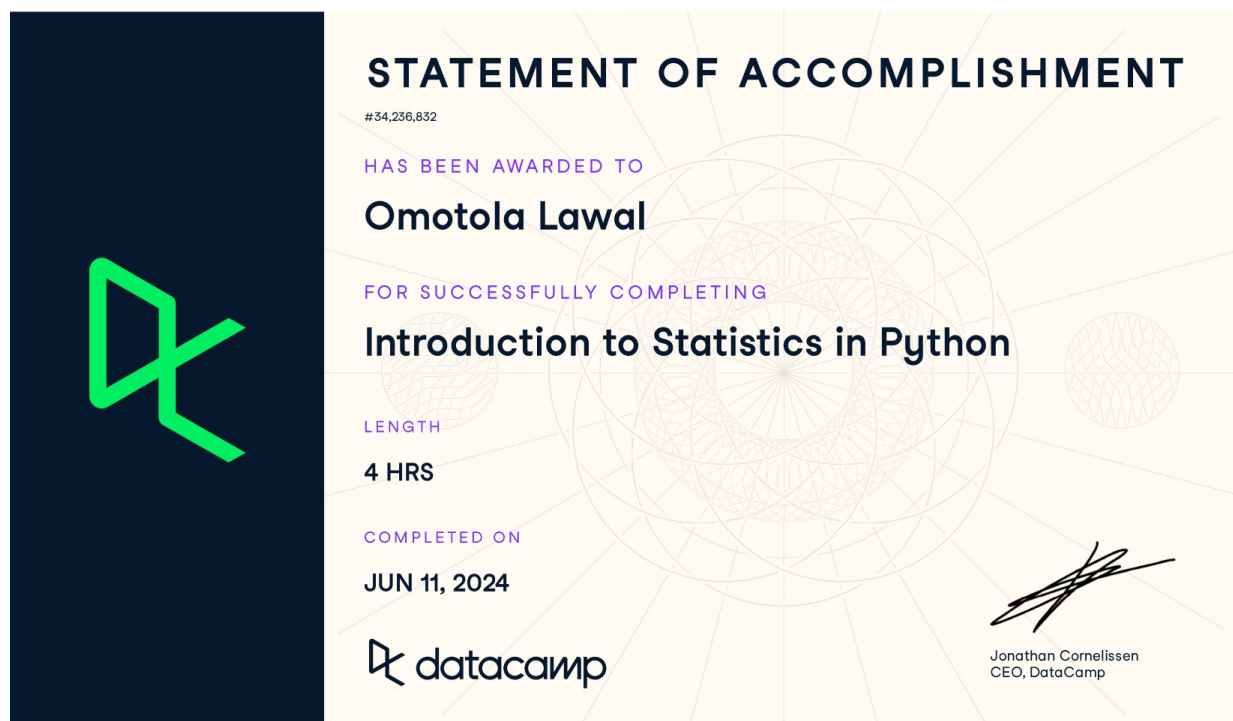 STATEMENT OF ACCOMPLISHMENT
#34,236,832
HAS BEEN AWARDED TO
Omotola Lawal
FOR SUCCESSFULLY COMPLETING
Introduction to Statistics in Python
LENGTH
4 HRS
COMPLETED ON
JUN 11, 2024
datacamp
Jonathan Cornelissen
CEO, DataCamp